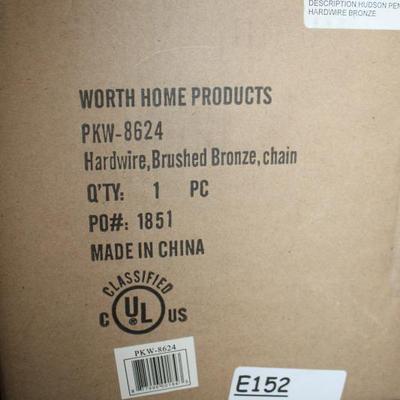 DESCRIPTION:HUDSON PEN
HARDWIRE BRONZE
WORTH HOME PRODUCTS
PKW-8624
Hardwire,Brushed Bronze,chain
Q'TY: 1 PC
PO#: 1851
MADE IN CHINA
CLASSIFIED
C UL US
PKW-8624
E152